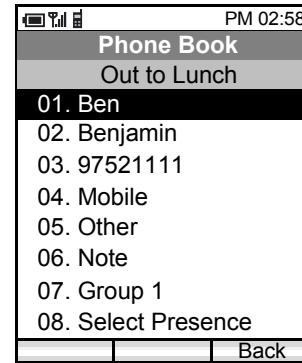 PM 02:58
Phone Book
Out to Lunch
01. Ben
02. Benjamin
03. 97521111
04. Mobile
05. Other
06. Note
07. Group 1
08. Select Presence
Back